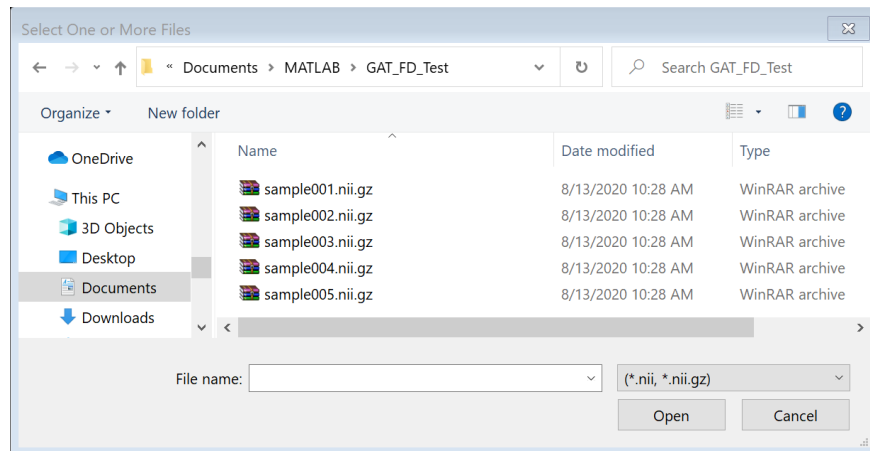 Select One or More Files
« Documents > MATLAB > GAT_FD_Test
Search GAT_FD_Test
Organize
New folder
?
Name
Date modified
Type
OneDrive
This PC
3D Objects
Desktop
Documents
Downloads
sample001.nii.gz 8/13/2020 10:28 AM WinRAR archive
sample002.nii.gz 8/13/2020 10:28 AM WinRAR archive
sample003.nii.gz 8/13/2020 10:28 AM WinRAR archive
sample004.nii.gz 8/13/2020 10:28 AM WinRAR archive
sample005.nii.gz 8/13/2020 10:28 AM WinRAR archive
File name:
(*.nii, *.nii.gz)
Open
Cancel